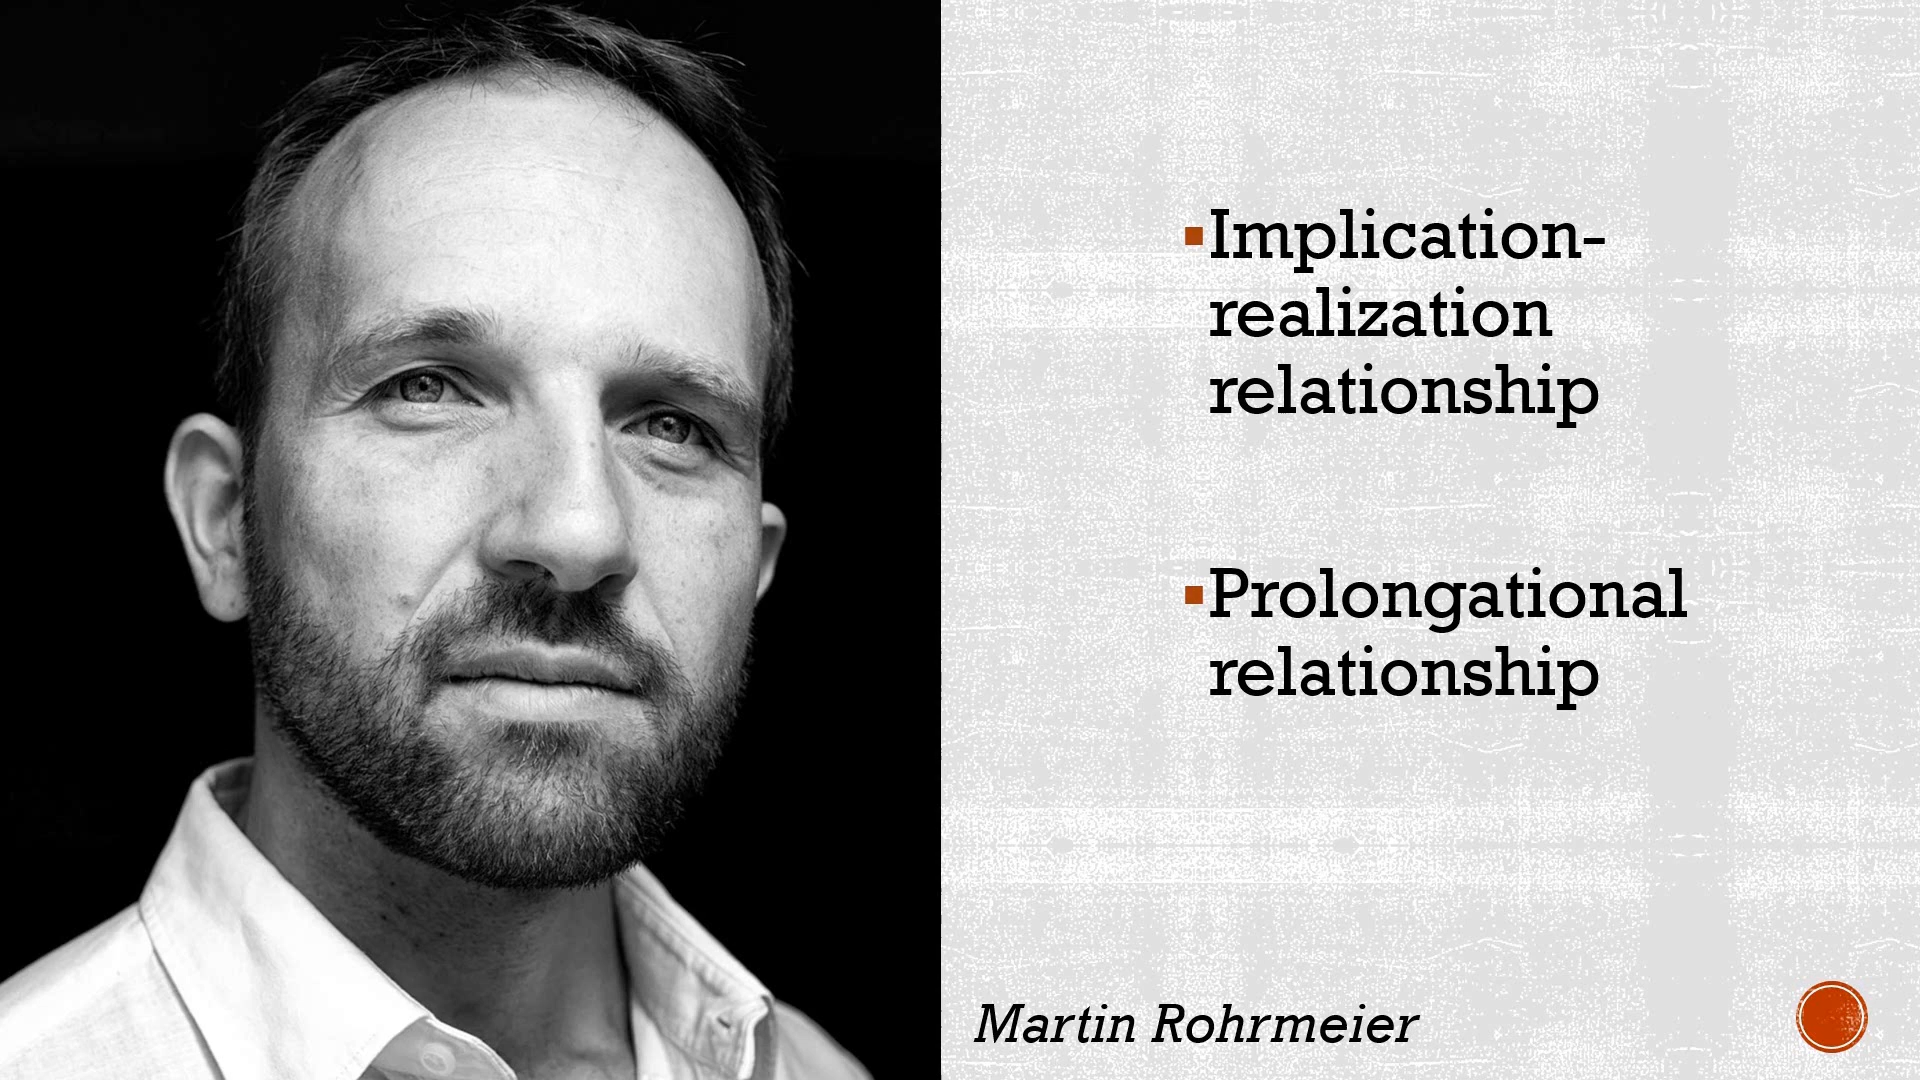 ▪Implication-
realization
relationship
▪Prolongational
relationship
Martin Rohrmeier